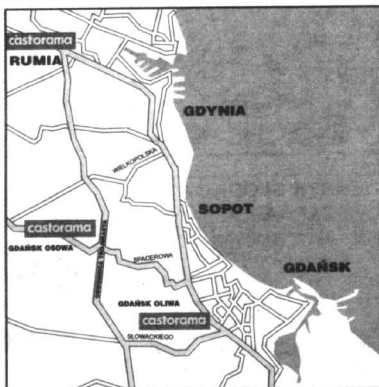 castorama
RUMIA
GDYNIA
WIELKOPOLSKA
SOPOT
castorama
GDAŃSK OSOWA
SPACEROWA
GDAŃSK
GDAŃSK OLIWA
castorama
SŁOWACKIEGO